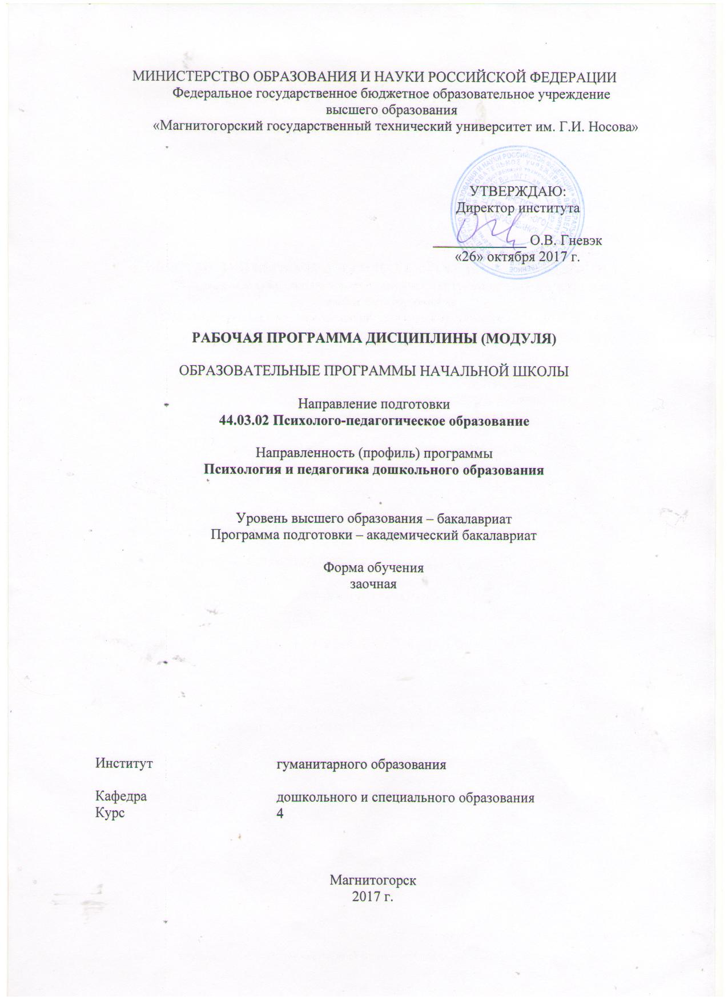 МИНИСТЕРСТВО ОБРАЗОВАНИЯ И НАУКИ РОССИЙСКОЙ ФЕДЕРАЦИИ
Федеральное государственное бюджетное образовательное учреждение
высшего образования
«Магнитогорский государственный технический университет им. Г.И. Носова»
УТВЕРЖДАЮ:
Директор института
О.В. Гневэк
«26» октября 2017 г.
РАБОЧАЯ ПРОГРАММА ДИСЦИПЛИНЫ (МОДУЛЯ)
ОБРАЗОВАТЕЛЬНЫЕ ПРОГРАММЫ НАЧАЛЬНОЙ ШКОЛЫ
Направление подготовки
44.03.02 Психолого-педагогическое образование
Направленность (профиль) программы
Психология и педагогика дошкольного образования
Уровень высшего образования – бакалавриат
Программа подготовки – академический бакалавриат
Форма обучения
заочная
Институт гуманитарного образования
Кафедра дошкольного и специального образования
Курс 4
Магнитогорск
2017 г.